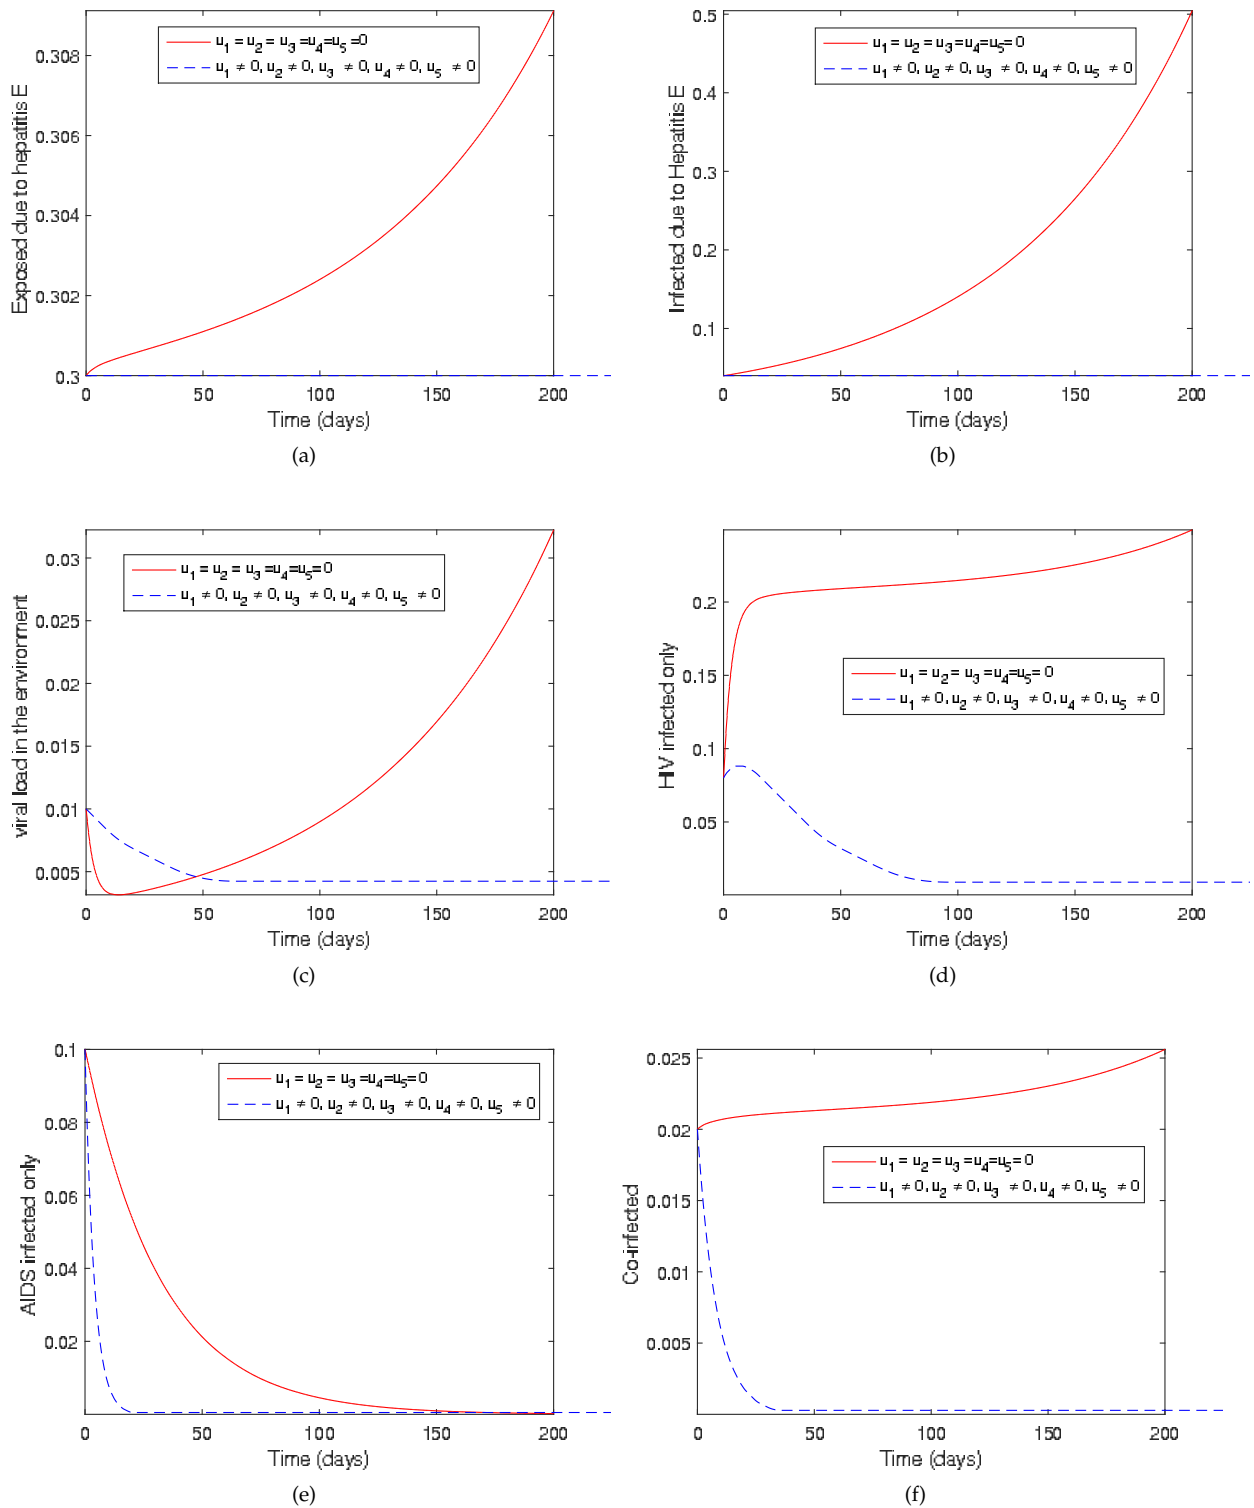 u1 = u2 = u3 =u4=u5 =0
u1 ≠ 0, u2 ≠ 0, u3 ≠ 0, u4 ≠ 0, u5 ≠ 0
0.308
0.306
0.304
0.302
0.3
Exposed due to hepatitis E
0 50 100 150 200
Time (days)
(a)
u1 = u2 = u3 =u4=u5=0
u1 ≠ 0, u2 ≠ 0, u3 ≠ 0, u4 ≠ 0, u5 ≠ 0
0.5
0.4
0.3
0.2
0.1
Infected due to Hepatitis E
0 50 100 150 200
Time (days)
(b)
u1 = u2 = u3 =u4=u5=0
u1 ≠ 0, u2 ≠ 0, u3 ≠ 0, u4 ≠ 0, u5 ≠ 0
0.03
0.025
0.02
0.015
0.01
0.005
viral load in the environment
0 50 100 150 200
Time (days)
(c)
u1 = u2 = u3 =u4=u5= 0
u1 ≠ 0, u2 ≠ 0, u3 ≠ 0, u4 ≠ 0, u5 ≠ 0
0.2
0.15
0.1
0.05
HIV infected only
0 50 100 150 200
Time (days)
(d)
u1 = u2 = u3 =u4=u5= 0
u1 ≠ 0, u2 ≠ 0, u3 ≠ 0, u4 ≠ 0, u5 ≠ 0
0.1
0.08
0.06
0.04
0.02
AIDS infected only
0 50 100 150 200
Time (days)
(e)
u1 = u2 = u3 =u4=u5= 0
u1 ≠ 0, u2 ≠ 0, u3 ≠ 0, u4 ≠ 0, u5 ≠ 0
0.025
0.02
0.015
0.01
0.005
Co-infected
0 50 100 150 200
Time (days)
(f)